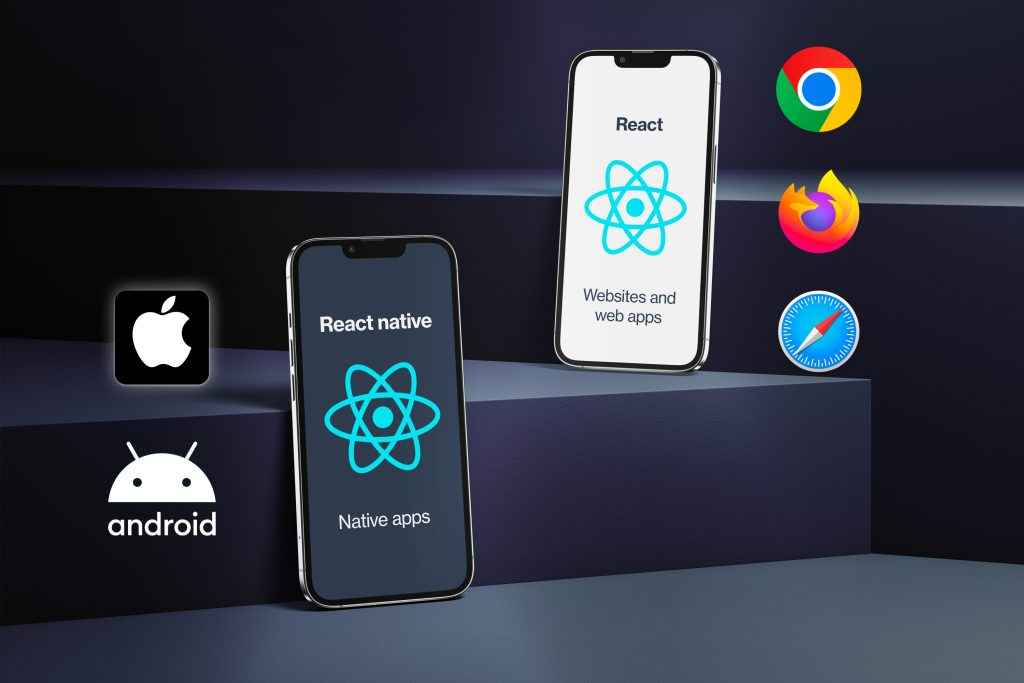 React
Websites and
web apps
React native
Native apps
android